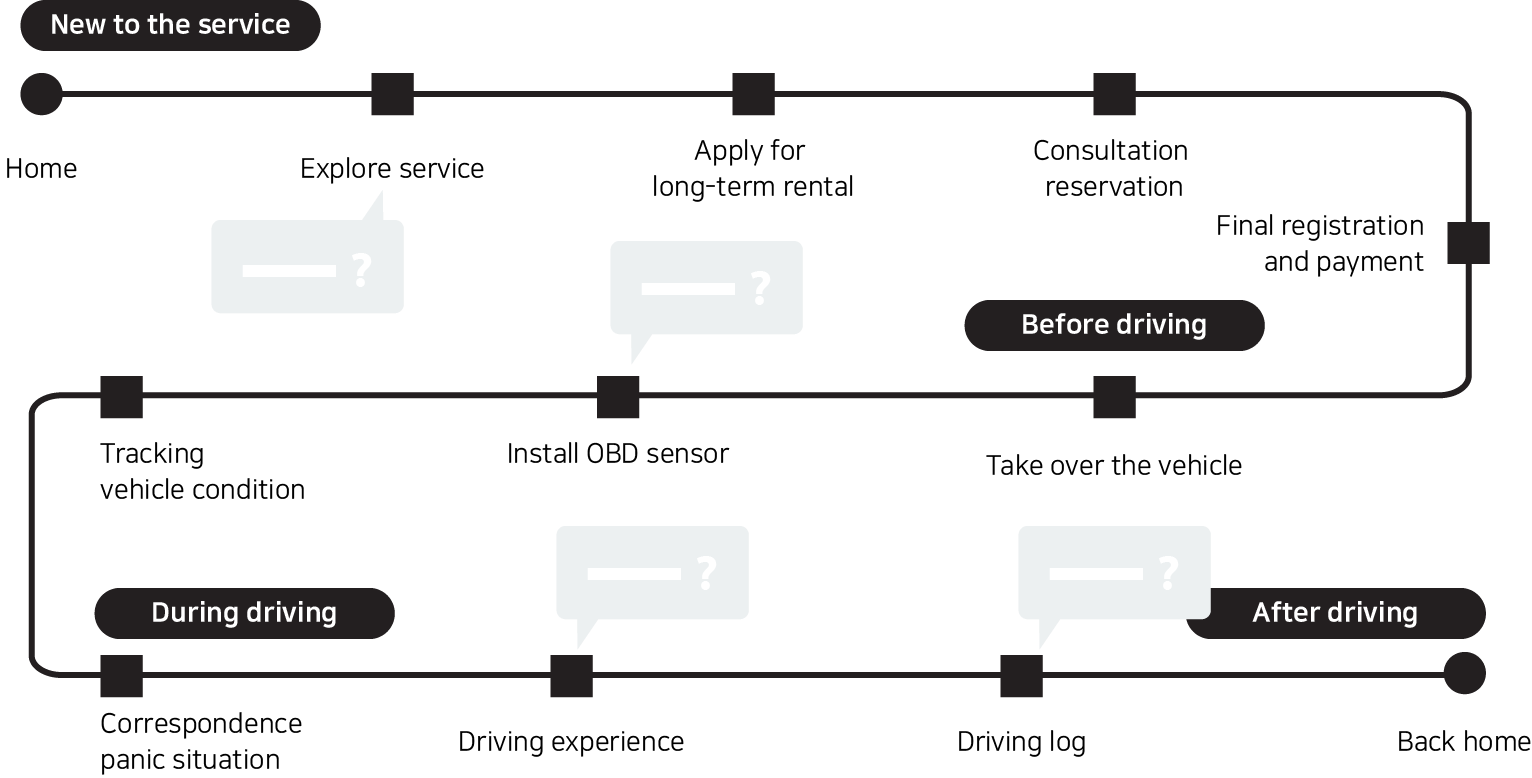 New to the service
Home
Explore service
Apply for
long-term rental
Consultation
reservation
Final registration
and payment
?
?
Before driving
Take over the vehicle
Install OBD sensor
Tracking
vehicle condition
?
?
During driving
After driving
Correspondence
panic situation
Driving experience
Driving log
Back home